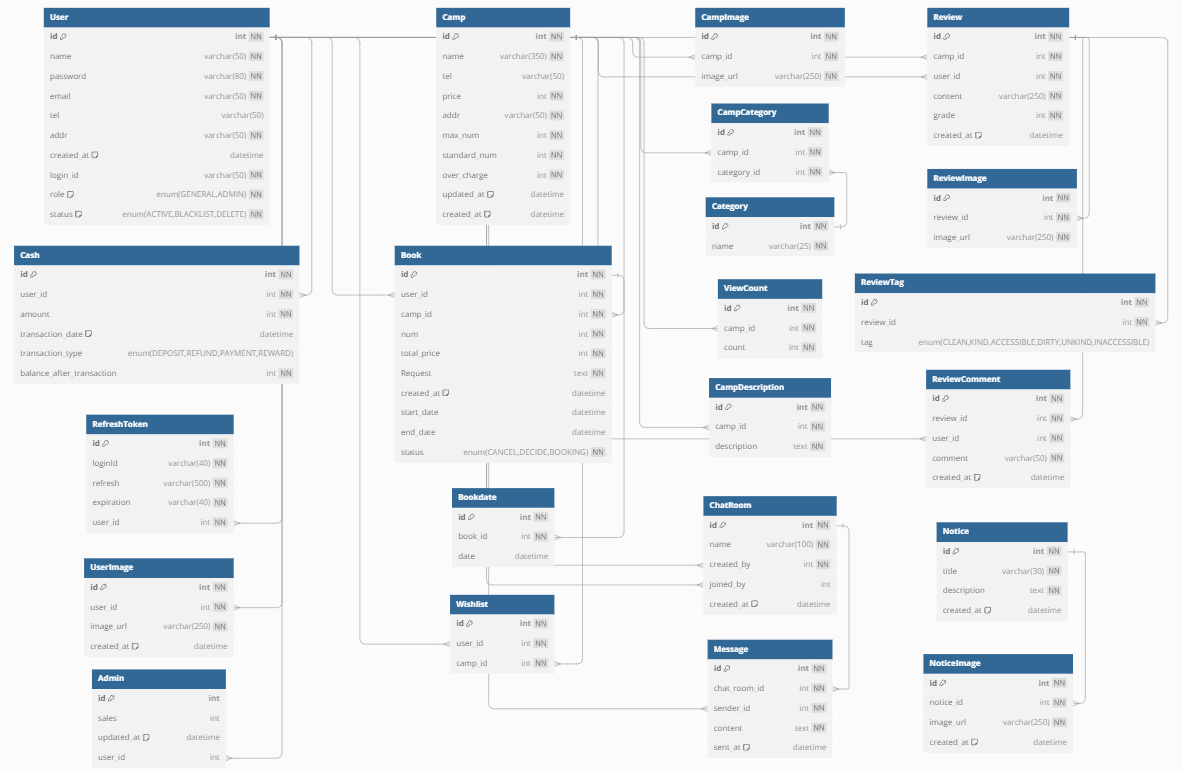 User
id int NN
name varchar(50) NN
password varchar(80) NN
email varchar(50) NN
tel varchar(50)
addr varchar(50) NN
created_at datetime
login_id varchar(50) NN
role enum(GENERAL,ADMIN) NN
status enum(ACTIVE,BLACKLIST,DELETE) NN
Cash
id int NN
user_id int NN
amount int NN
transaction_date datetime
transaction_type enum(DEPOSIT,REFUND,PAYMENT,REWARD)
balance_after_transaction int NN
RefreshToken
id int NN
loginId varchar(40) NN
refresh varchar(500) NN
expiration varchar(40) NN
user_id int NN
UserImage
id int NN
user_id int NN
image_url varchar(250) NN
created_at datetime
Admin
id int
sales int
updated_at datetime
user_id int
Camp
id int NN
name varchar(350) NN
tel varchar(50)
price int NN
addr varchar(50) NN
max_num int NN
standard_num int NN
over_charge int NN
updated_at datetime
created_at datetime
Book
id int NN
user_id int NN
camp_id int NN
num int NN
total_price int NN
Request text NN
created_at datetime
start_date datetime
end_date datetime
status enum(CANCEL,DECIDE,BOOKING) NN
Bookdate
id int NN
book_id int NN
date datetime
Wishlist
id int NN
user_id int NN
camp_id int NN
CampImage
id int NN
camp_id int NN
image_url varchar(250) NN
CampCategory
id int NN
camp_id int NN
category_id int NN
Category
id int NN
name varchar(25) NN
ViewCount
id int NN
camp_id int NN
count int NN
CampDescription
id int NN
camp_id int NN
description text NN
ChatRoom
id int NN
name varchar(100) NN
created_by int NN
joined_by int
created_at datetime
Message
id int NN
chat_room_id int NN
sender_id int NN
content text NN
sent_at datetime
Review
id int NN
camp_id int NN
user_id int NN
content varchar(250) NN
grade int NN
created_at datetime
ReviewImage
id int NN
review_id int NN
image_url varchar(250) NN
ReviewTag
id int NN
review_id int NN
tag enum(CLEAN,KIND,ACCESSIBLE,DIRTY,UNKIND,INACCESSIBLE)
ReviewComment
id int NN
review_id int NN
user_id int NN
comment varchar(50) NN
created_at datetime
Notice
id int NN
title varchar(30) NN
description text NN
created_at datetime
NoticeImage
id int NN
notice_id int NN
image_url varchar(250) NN
created_at datetime